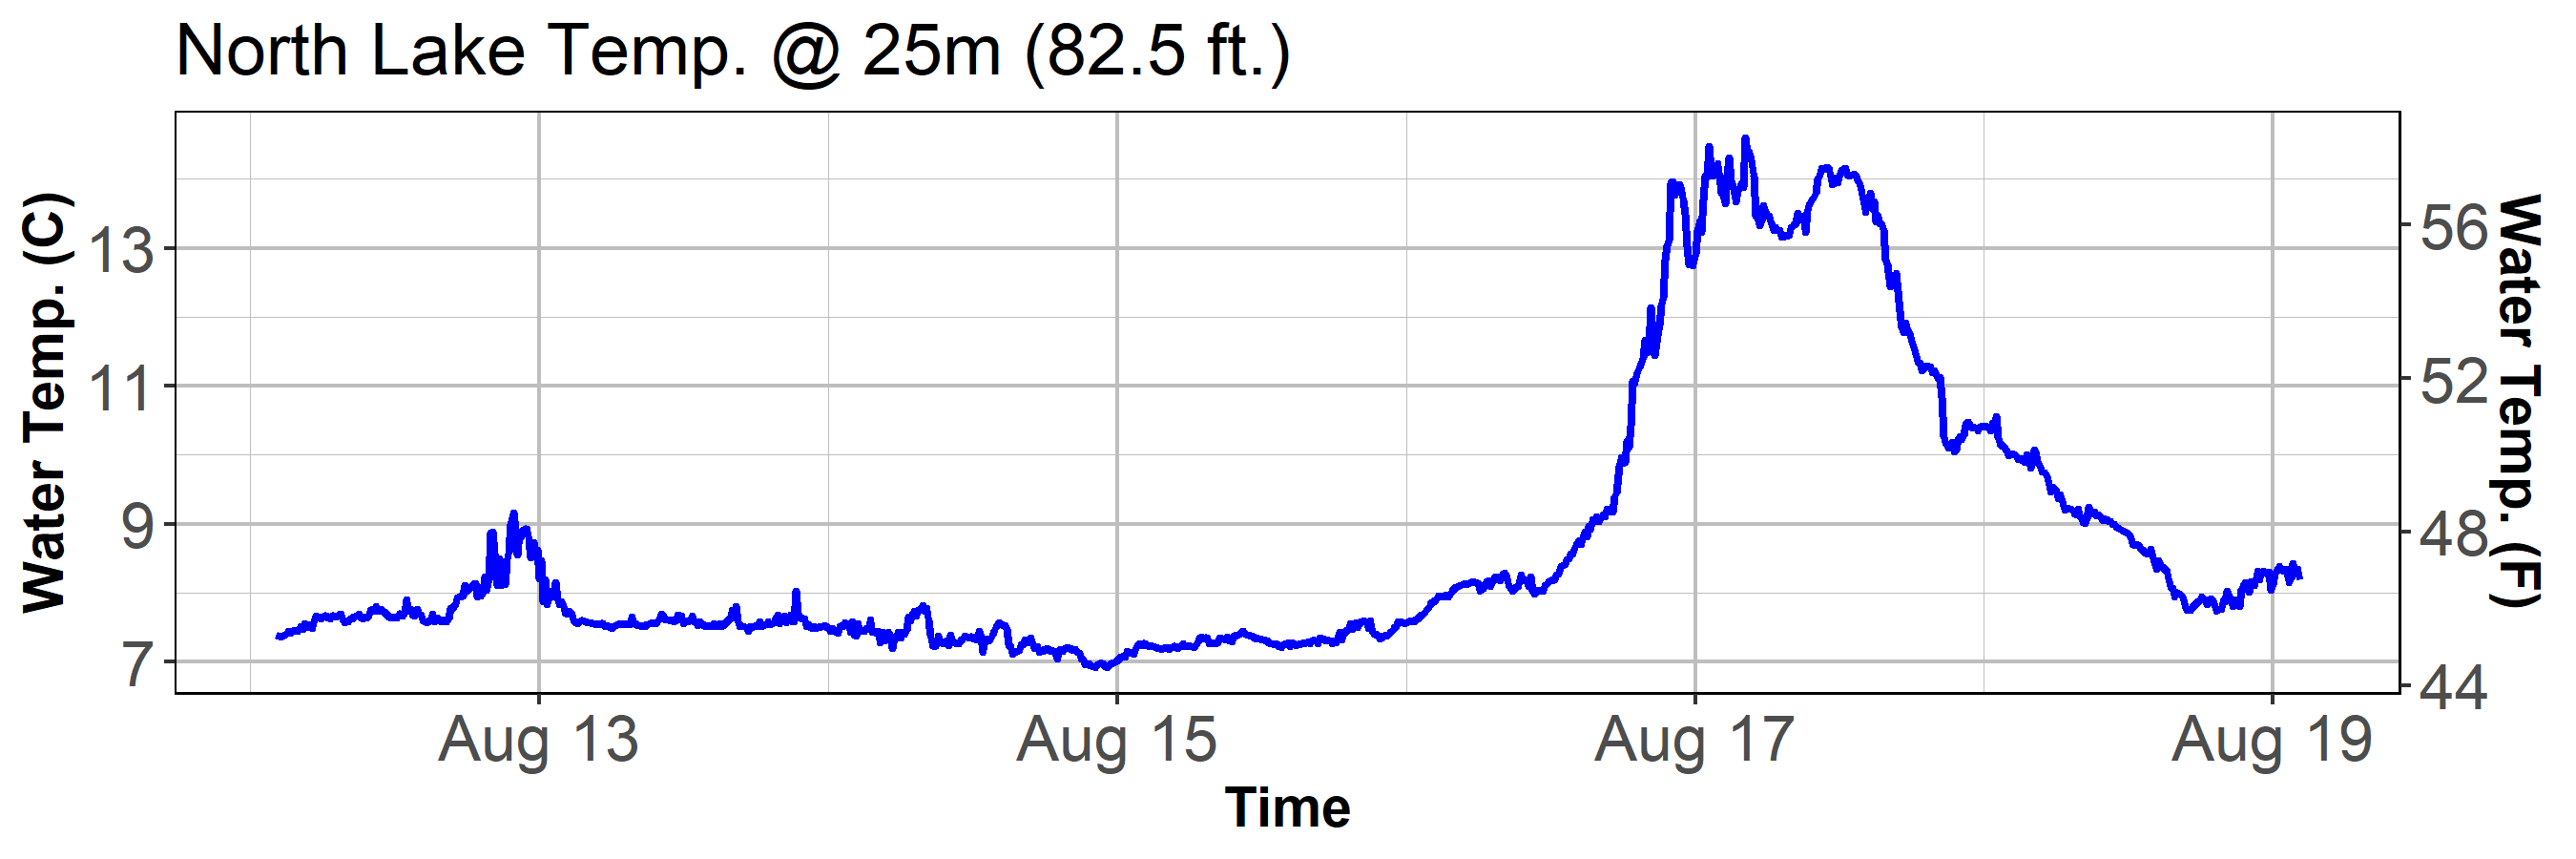 North Lake Temp. @ 25m (82.5 ft.)
Water Temp. (C)
13
11
9
7
56
52
48
44
Water Temp. (F)
Aug 13
Aug 15
Aug 17
Aug 19
Time